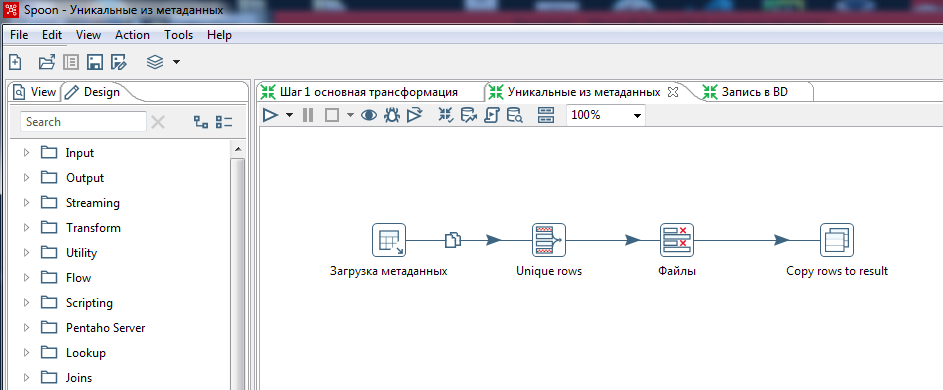 Spoon - Уникальные из метаданных
File Edit View Action Tools Help
View Design
Шаг 1 основная трансформация Уникальные из метаданных Запись в BD
Search
100%
Input
Output
Streaming
Transform
Utility
Flow
Scripting
Pentaho Server
Lookup
Joins
Загрузка метаданных Unique rows Файлы Copy rows to result